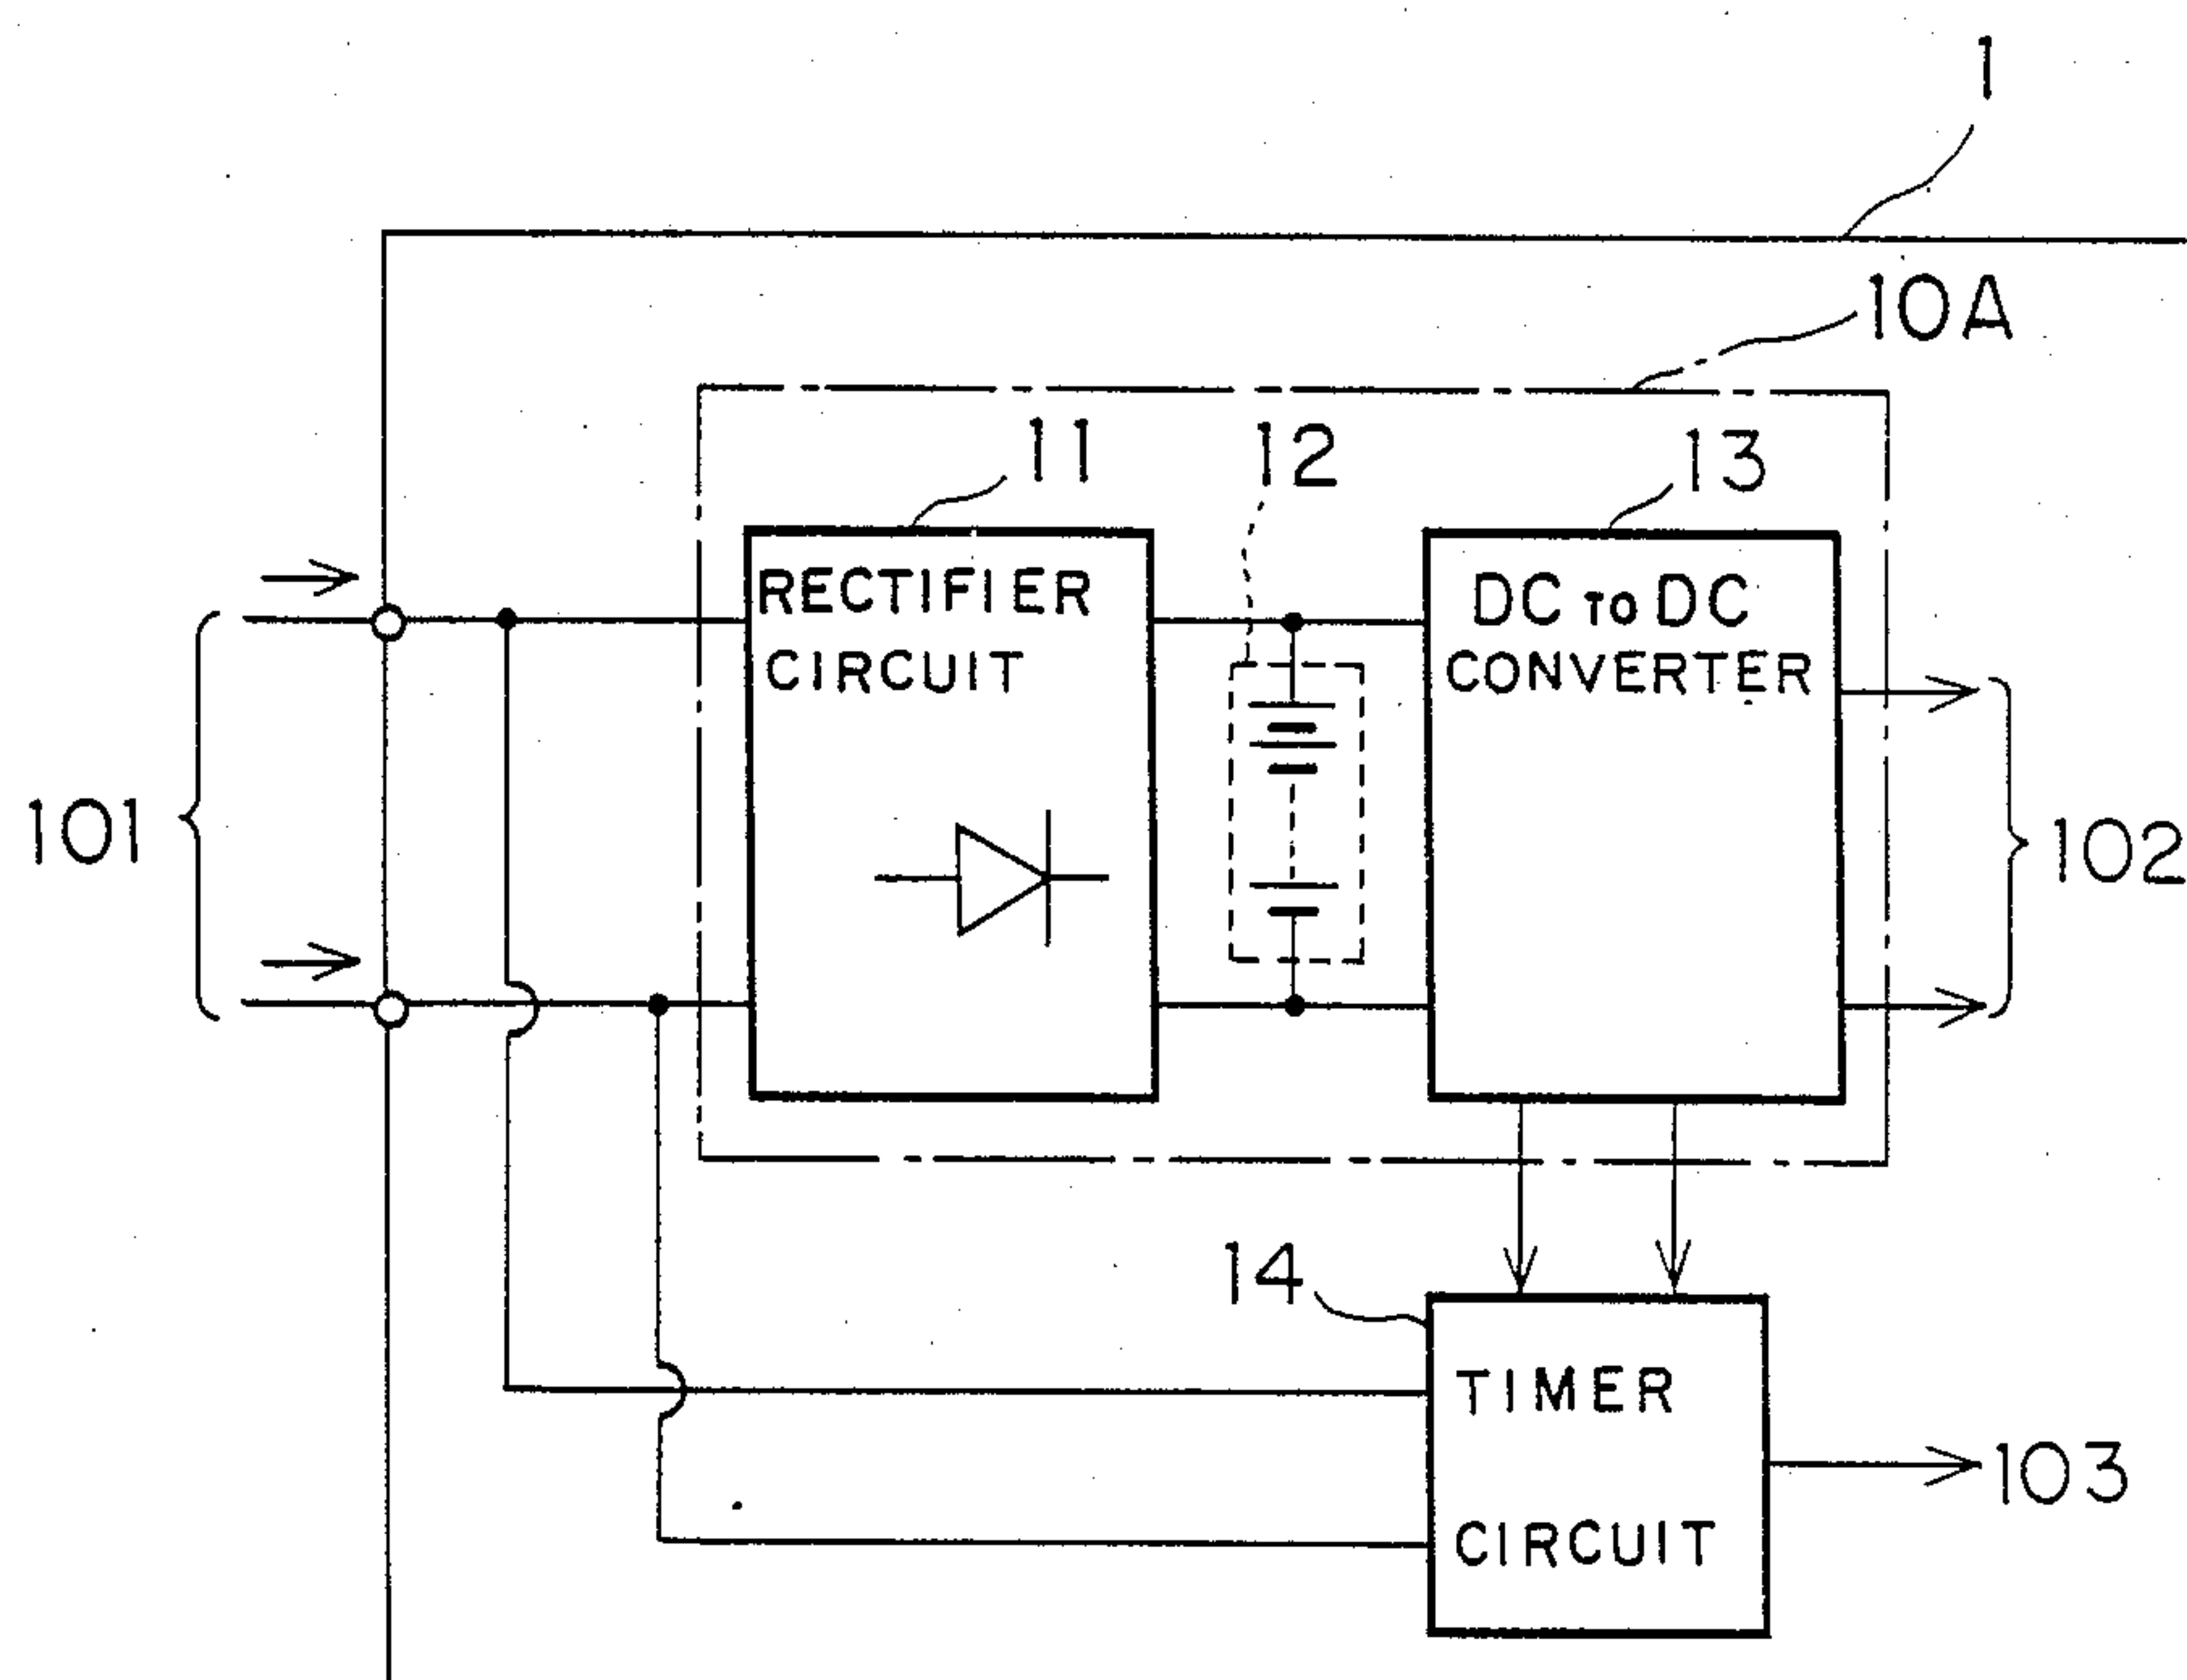 1
10A
11
12
13
RECTIFIER
CIRCUIT
DC TO DC
CONVERTER
101
102
14
TIMER
CIRCUIT
103